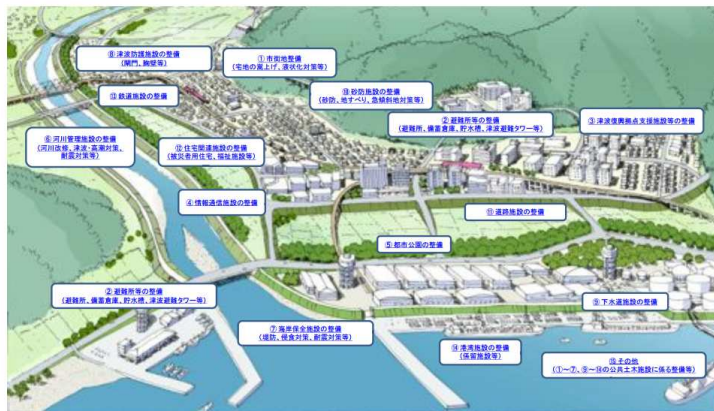 ⑧ 津波防護施設の整備
(閘門、胸壁等)
① 市街地整備
(宅地の嵩上げ、液状化対策等)
⑬ 鉄道施設の整備
⑩ 砂防施設の整備
(砂防、地すべり、急傾斜地対策等)
② 避難所等の整備
(避難所、備蓄倉庫、貯水槽、津波避難タワー等)
③ 津波復興拠点支援施設等の整備
⑥ 河川管理施設の整備
(河川改修、津波・高潮対策、
耐震対策等)
⑫ 住宅関連施設の整備
(被災者用住宅、福祉施設等)
④ 情報通信施設の整備
⑪ 道路施設の整備
⑤ 都市公園の整備
② 避難所等の整備
(避難所、備蓄倉庫、貯水槽、津波避難タワー等)
⑨ 下水道施設の整備
⑦ 海岸保全施設の整備
(堤防、侵食対策、耐震対策等)
⑭ 港湾施設の整備
(係留施設等)
⑮ その他
(①～⑦、⑨～⑭の公共土木施設に係る整備等)